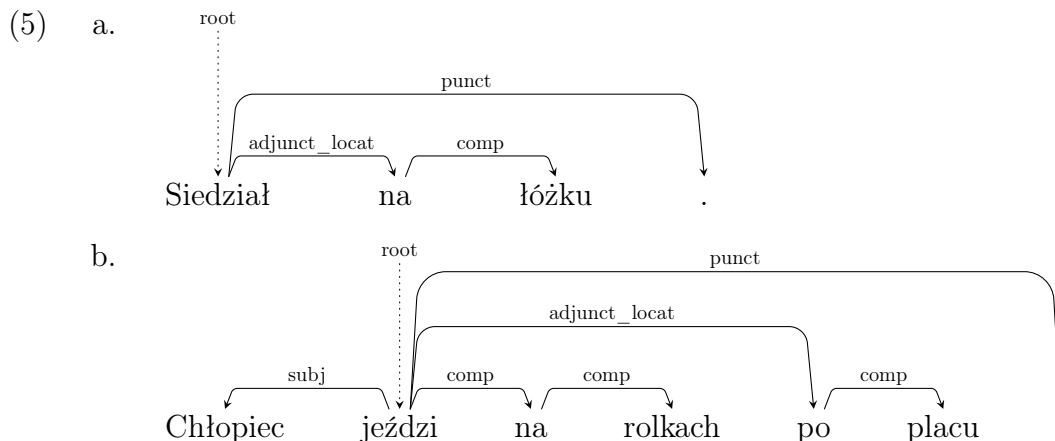 (5) a.
root
punct
adjunct_locat comp
Siedział na łóżku .
b.
root
punct
adjunct_locat
subj comp comp comp
Chłopiec jeździ na rolkach po placu